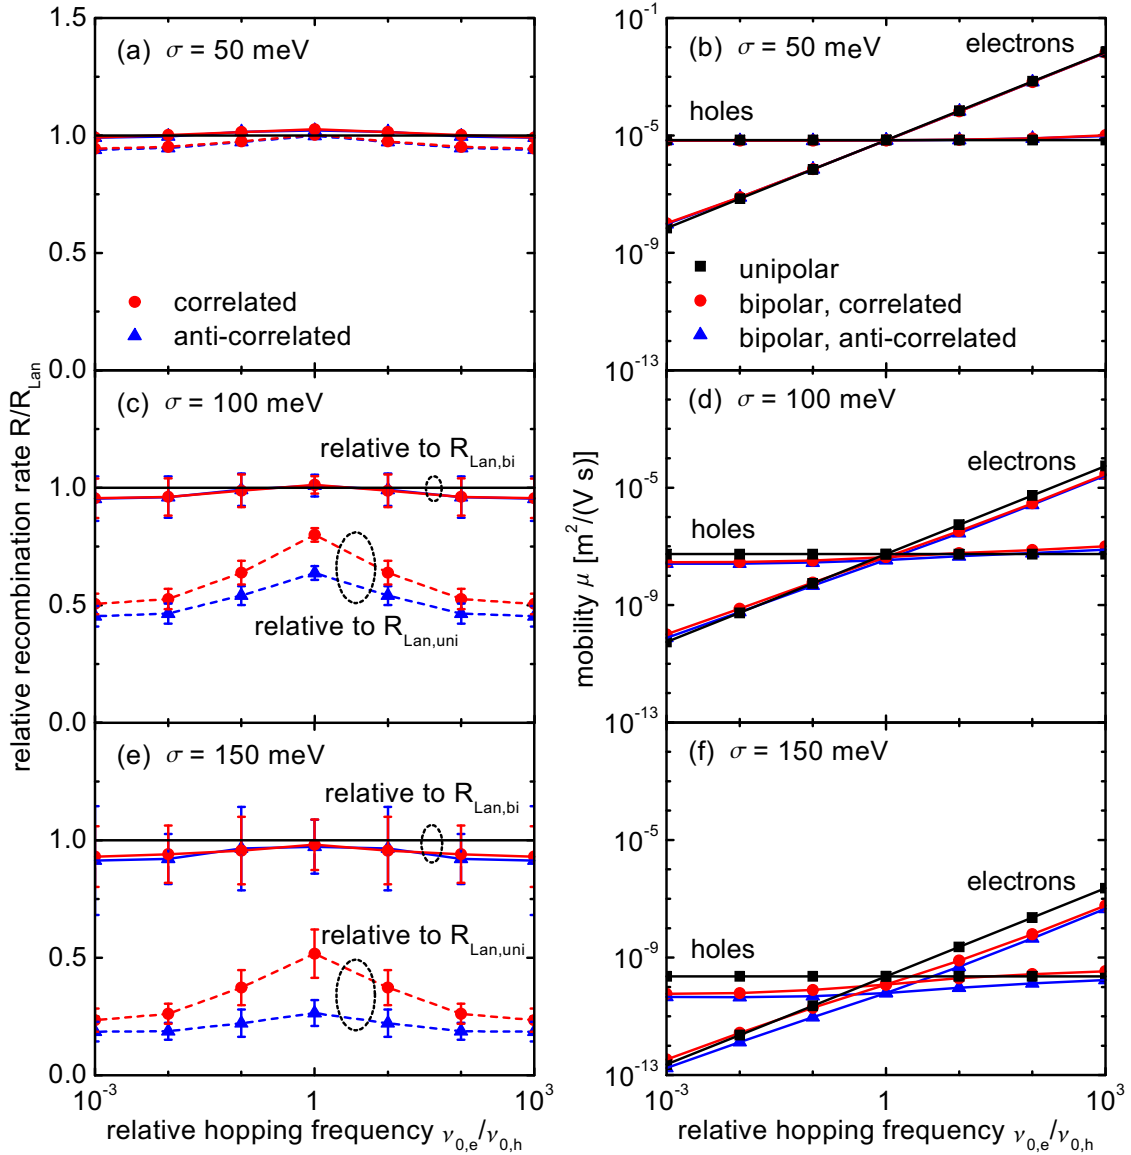 relative recombination rate R/R_Lan
1.5
(a) σ = 50 meV
1.0
0.5
correlated
anti-correlated
0.0
(c) σ = 100 meV
relative to R_Lan,bi
1.0
0.5
relative to R_Lan,uni
0.0
(e) σ = 150 meV
relative to R_Lan,bi
1.0
relative to R_Lan,uni
0.5
0.0
10^-3
1
10^3
relative hopping frequency ν_0,e/ν_0,h
mobility μ [m^2/(V s)]
10^-1
(b) σ = 50 meV
electrons
holes
10^-5
10^-9
unipolar
bipolar, correlated
bipolar, anti-correlated
10^-13
(d) σ = 100 meV
electrons
10^-5
holes
10^-9
10^-13
(f) σ = 150 meV
10^-5
electrons
holes
10^-9
10^-13
10^-3
1
10^3
relative hopping frequency ν_0,e/ν_0,h